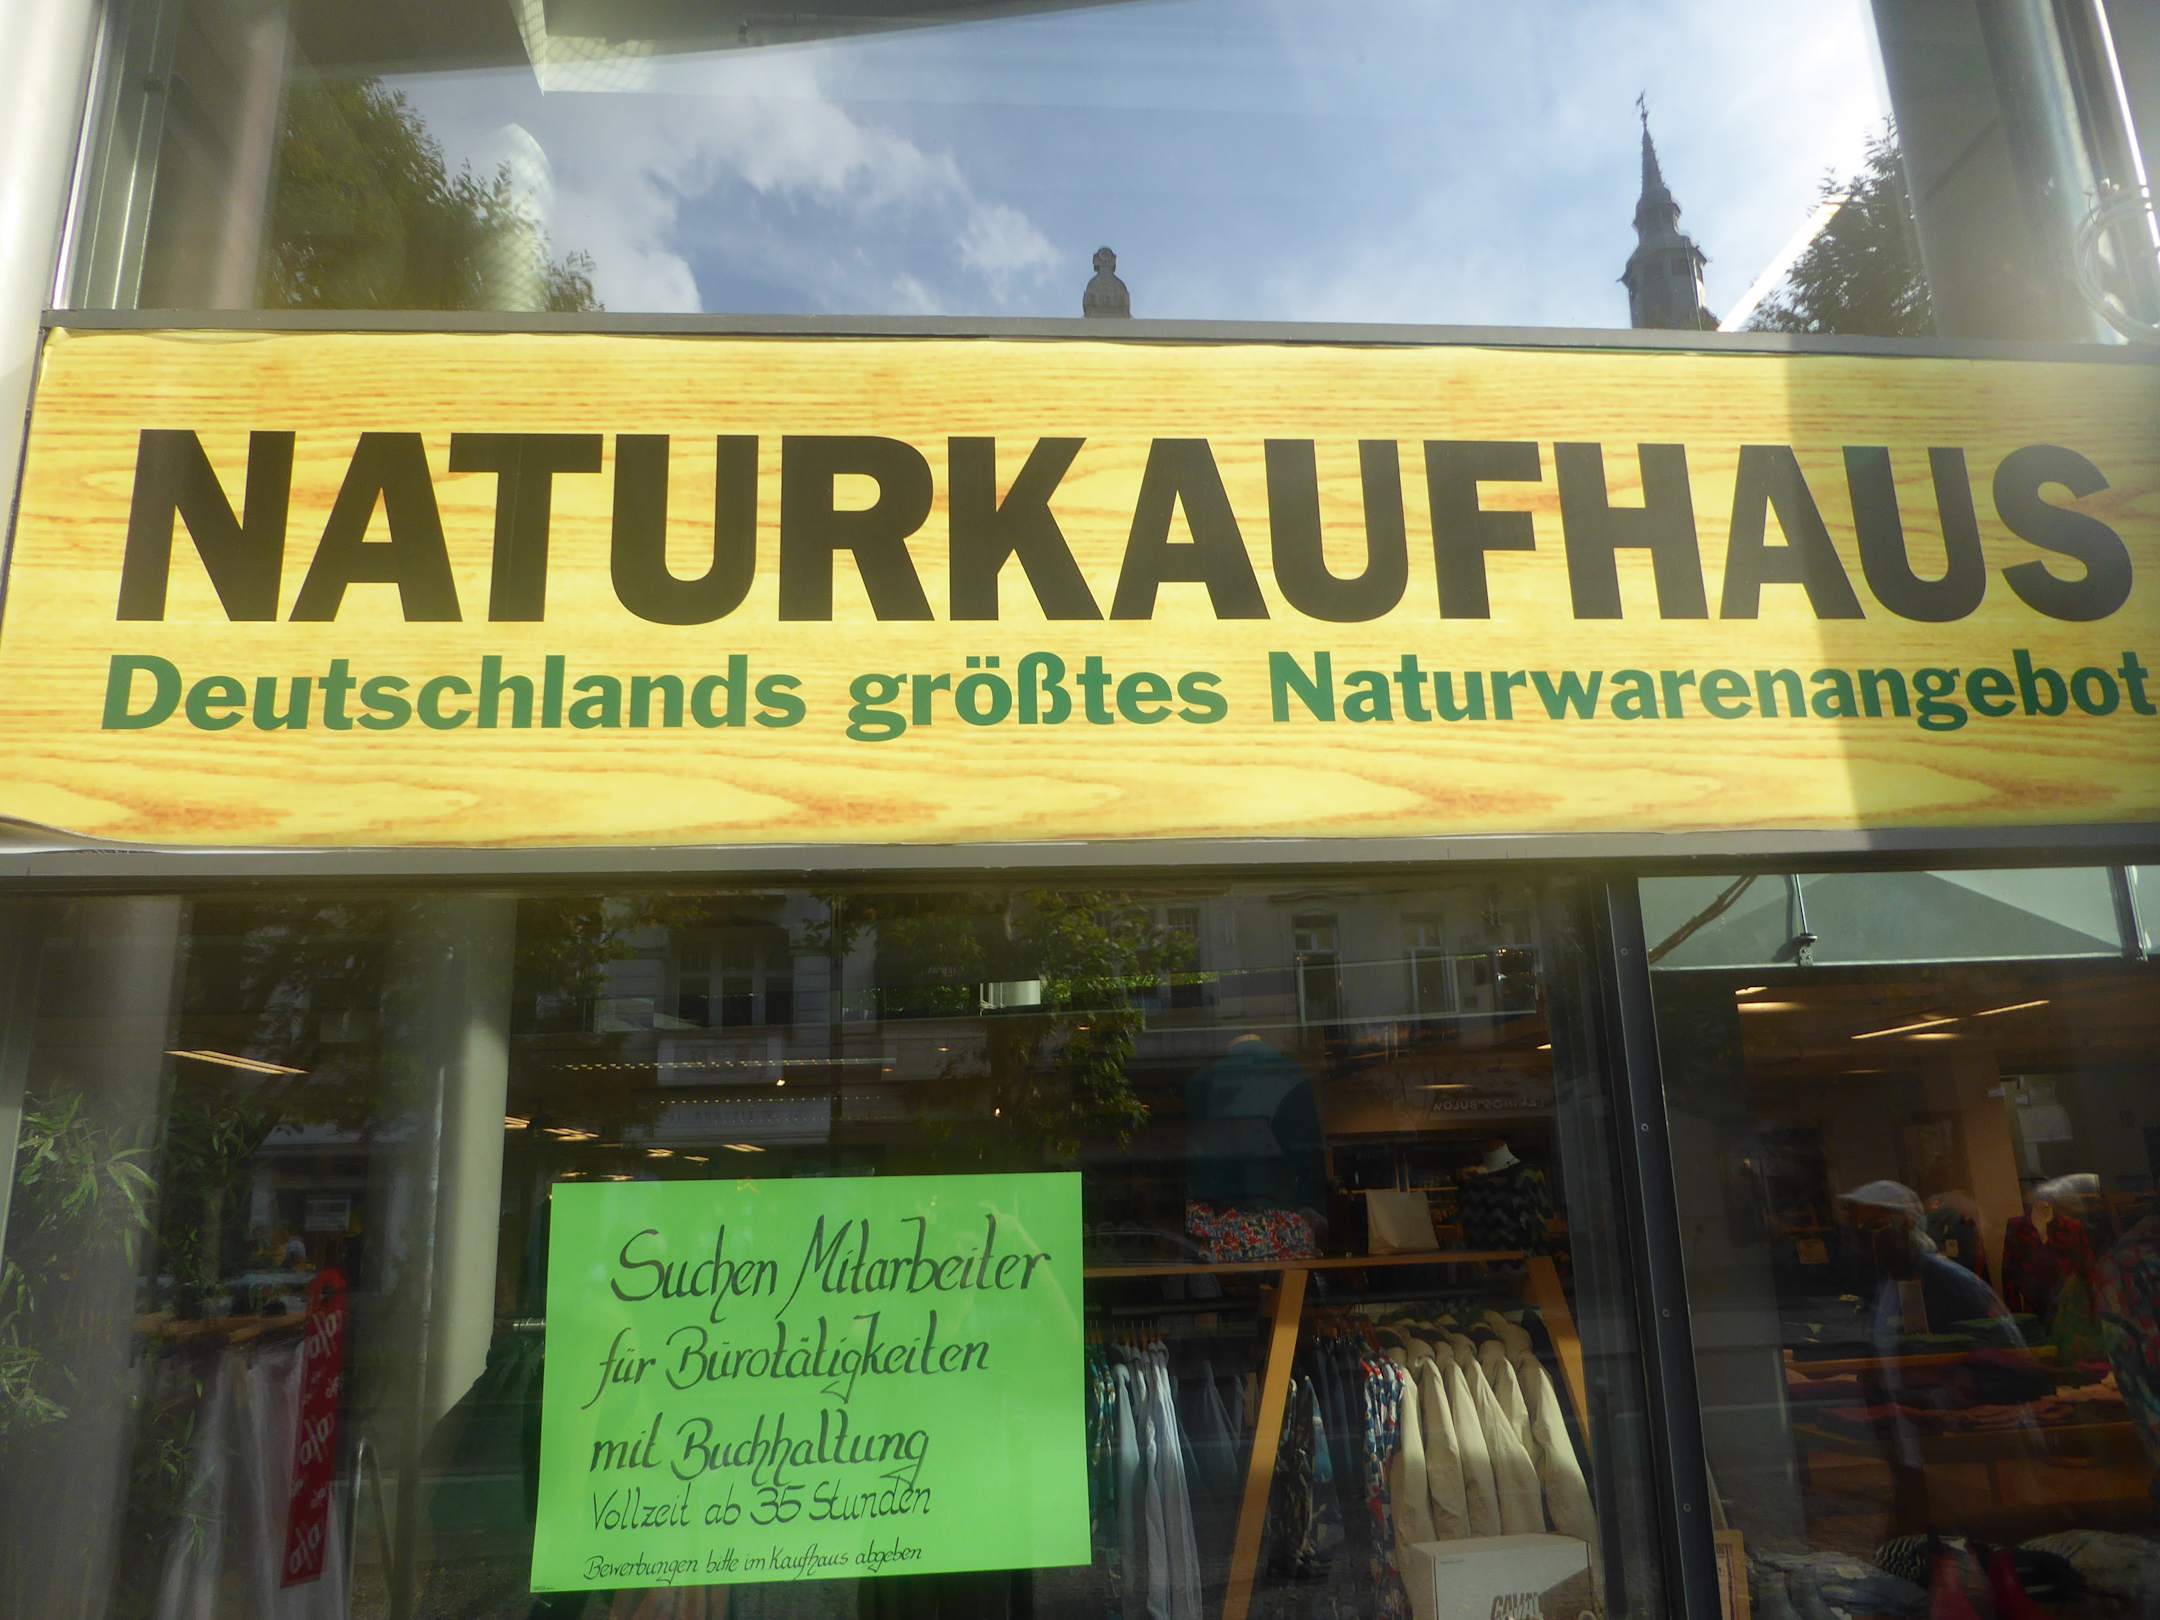 NATURKAUFHAUS
Deutschlands größtes Naturwarenangebot
Suchen Mitarbeiter
für Bürotätigkeiten
mit Buchhaltung
Vollzeit ab 35 Stunden
Bewerbungen bitte im Kaufhaus abgeben
%
%
%